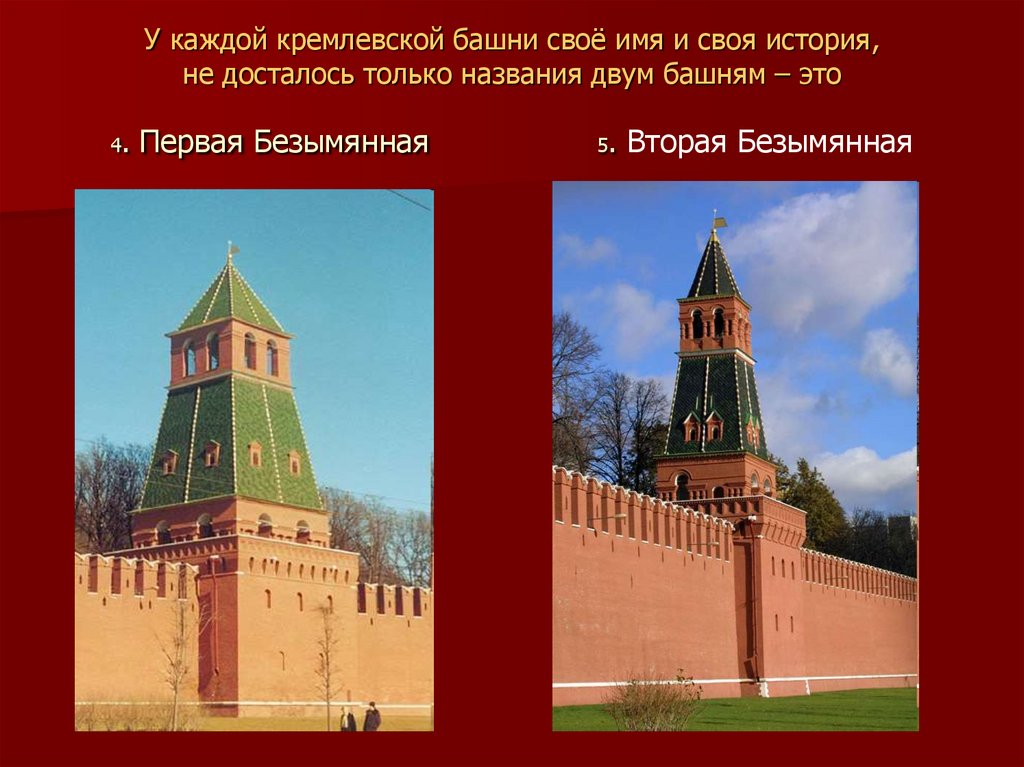 У каждой кремлевской башни своё имя и своя история,
не досталось только названия двум башням – это
4. Первая Безымянная
5. Вторая Безымянная